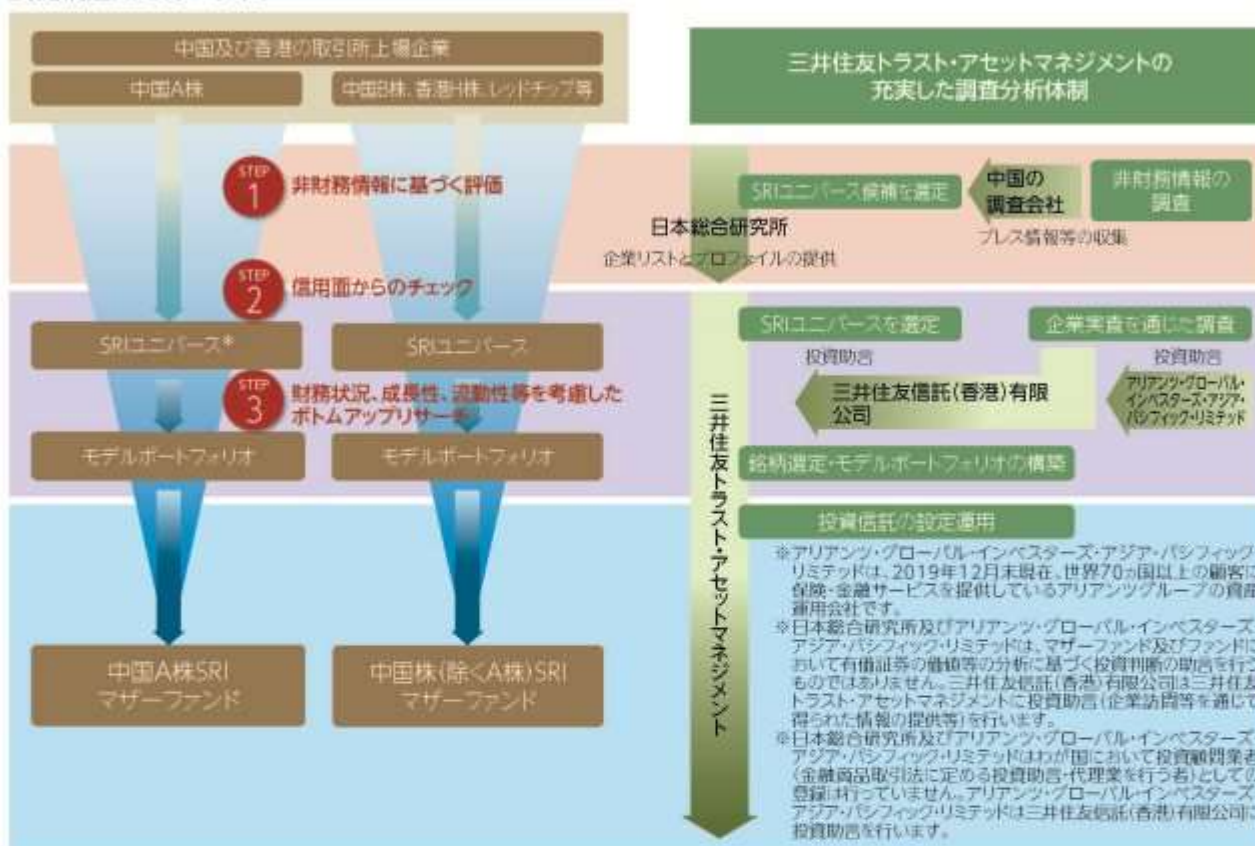 中国及び香港の取引所上場企業
中国A株
中国B株、香港H株、レッドチップ等
STEP
1
非財務情報に基づく評価
STEP
2
信用面からのチェック
SRIユニバース*
SRIユニバース
STEP
3
財務状況、成長性、流動性等を考慮した
ボトムアップリサーチ
モデルポートフォリオ
モデルポートフォリオ
中国A株SRI
マザーファンド
中国株(除くA株)SRI
マザーファンド
三井住友トラスト・アセットマネジメントの
充実した調査分析体制
SRIユニバース候補を選定
中国の
調査会社
非財務情報の
調査
プレス情報等の収集
日本総合研究所
企業リストとプロファイルの提供
SRIユニバースを選定
企業実査を通じた調査
投資助言
投資助言
三井住友信託(香港)有限
公司
アリアンツ・グローバル・
インベスターズ・アジア・
パシフィック・リミテッド
銘柄選定・モデルポートフォリオの構築
三井住友トラスト・アセットマネジメント
投資信託の設定運用
※アリアンツ・グローバル・インベスターズ・アジア・パシフィック・
リミテッドは、2019年12月末現在、世界70ヵ国以上の顧客に
保険・金融サービスを提供しているアリアンツグループの資産
運用会社です。
※日本総合研究所及びアリアンツ・グローバル・インベスターズ・
アジア・パシフィック・リミテッドは、マザーファンド及びファンドに
おいて有価証券の価値等の分析に基づく投資判断の助言を行う
ものではありません。三井住友信託(香港)有限公司は三井住友
トラスト・アセットマネジメントに投資助言(企業訪問等を通じて
得られた情報の提供等)を行います。
※日本総合研究所及びアリアンツ・グローバル・インベスターズ・
アジア・パシフィック・リミテッドはわが国において投資顧問業者
(金融商品取引法に定める投資助言・代理業を行う者)としての
登録は行っていません。アリアンツ・グローバル・インベスターズ・
アジア・パシフィック・リミテッドは三井住友信託(香港)有限公司に
投資助言を行います。